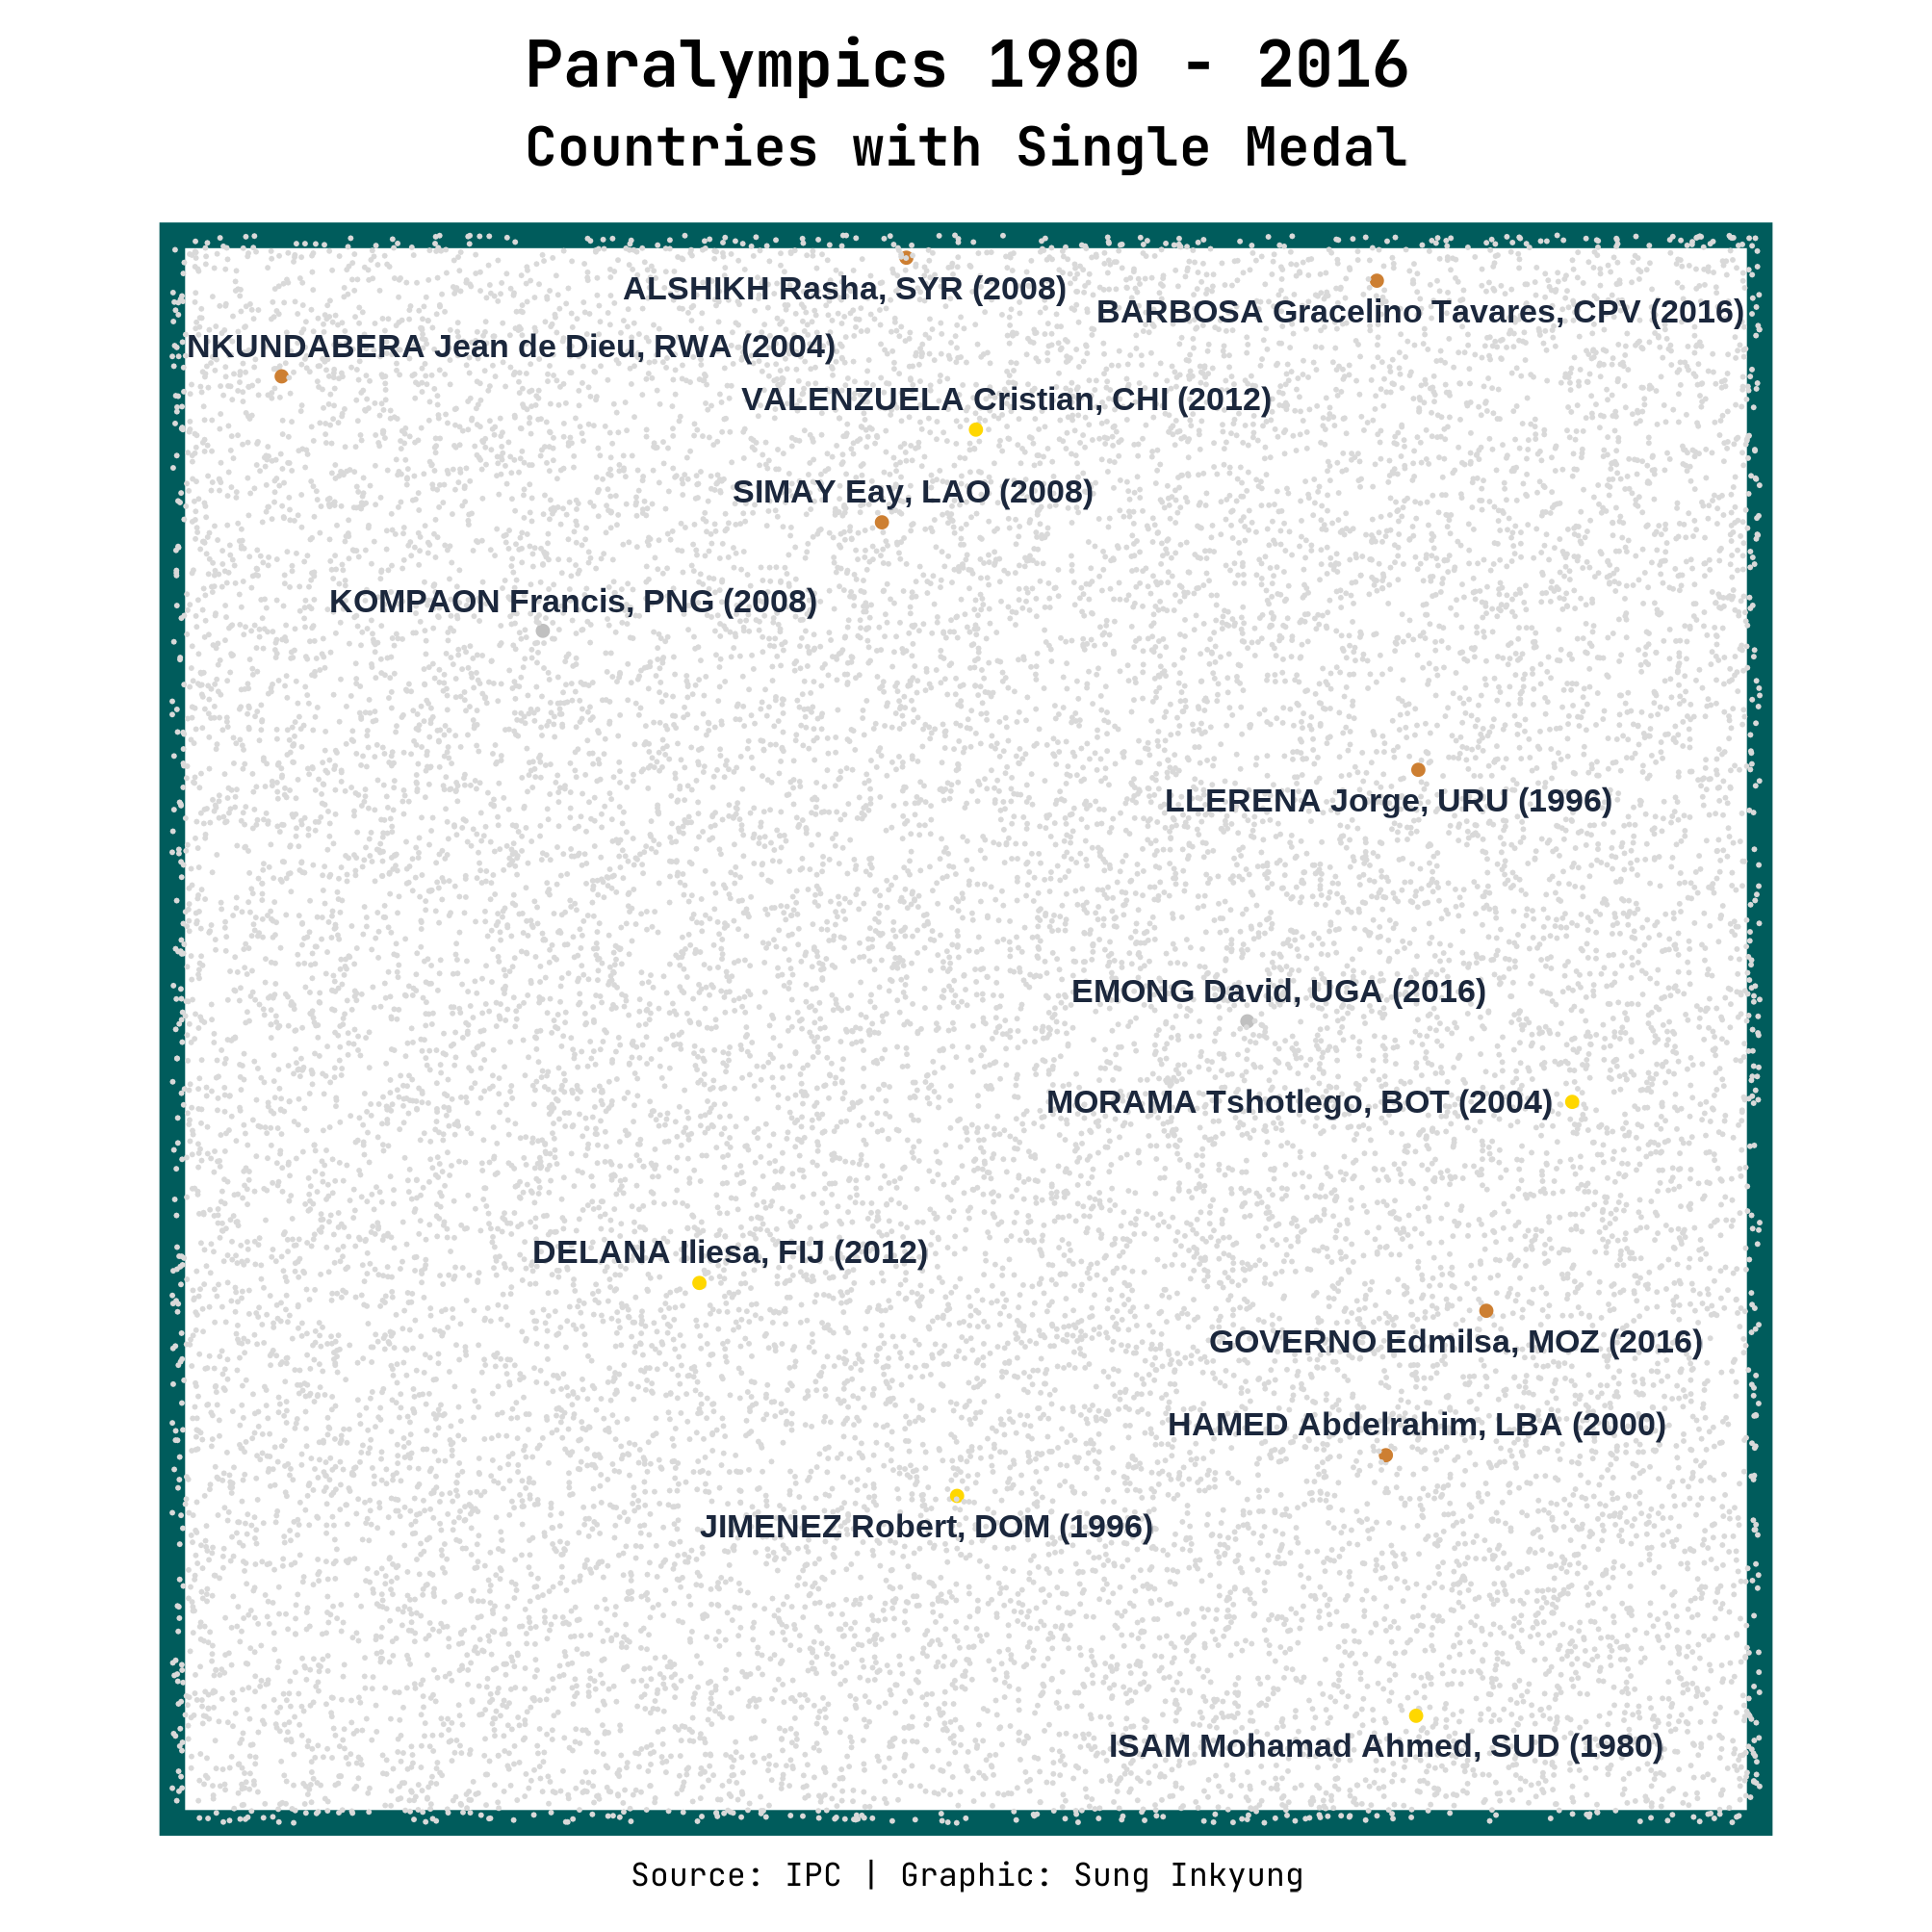 Paralympics 1980 - 2016
Countries with Single Medal
ALSHIKH Rasha, SYR (2008)
BARBOSA Gracelino Tavares, CPV (2016)
NKUNDABERA Jean de Dieu, RWA (2004)
VALENZUELA Cristian, CHI (2012)
SIMAY Eay, LAO (2008)
KOMPAON Francis, PNG (2008)
LLERENA Jorge, URU (1996)
EMONG David, UGA (2016)
MORAMA Tshotlego, BOT (2004)
DELANA Iliesa, FIJ (2012)
GOVERNO Edmilsa, MOZ (2016)
HAMED Abdelrahim, LBA (2000)
JIMENEZ Robert, DOM (1996)
ISAM Mohamad Ahmed, SUD (1980)
Source: IPC | Graphic: Sung Inkyung